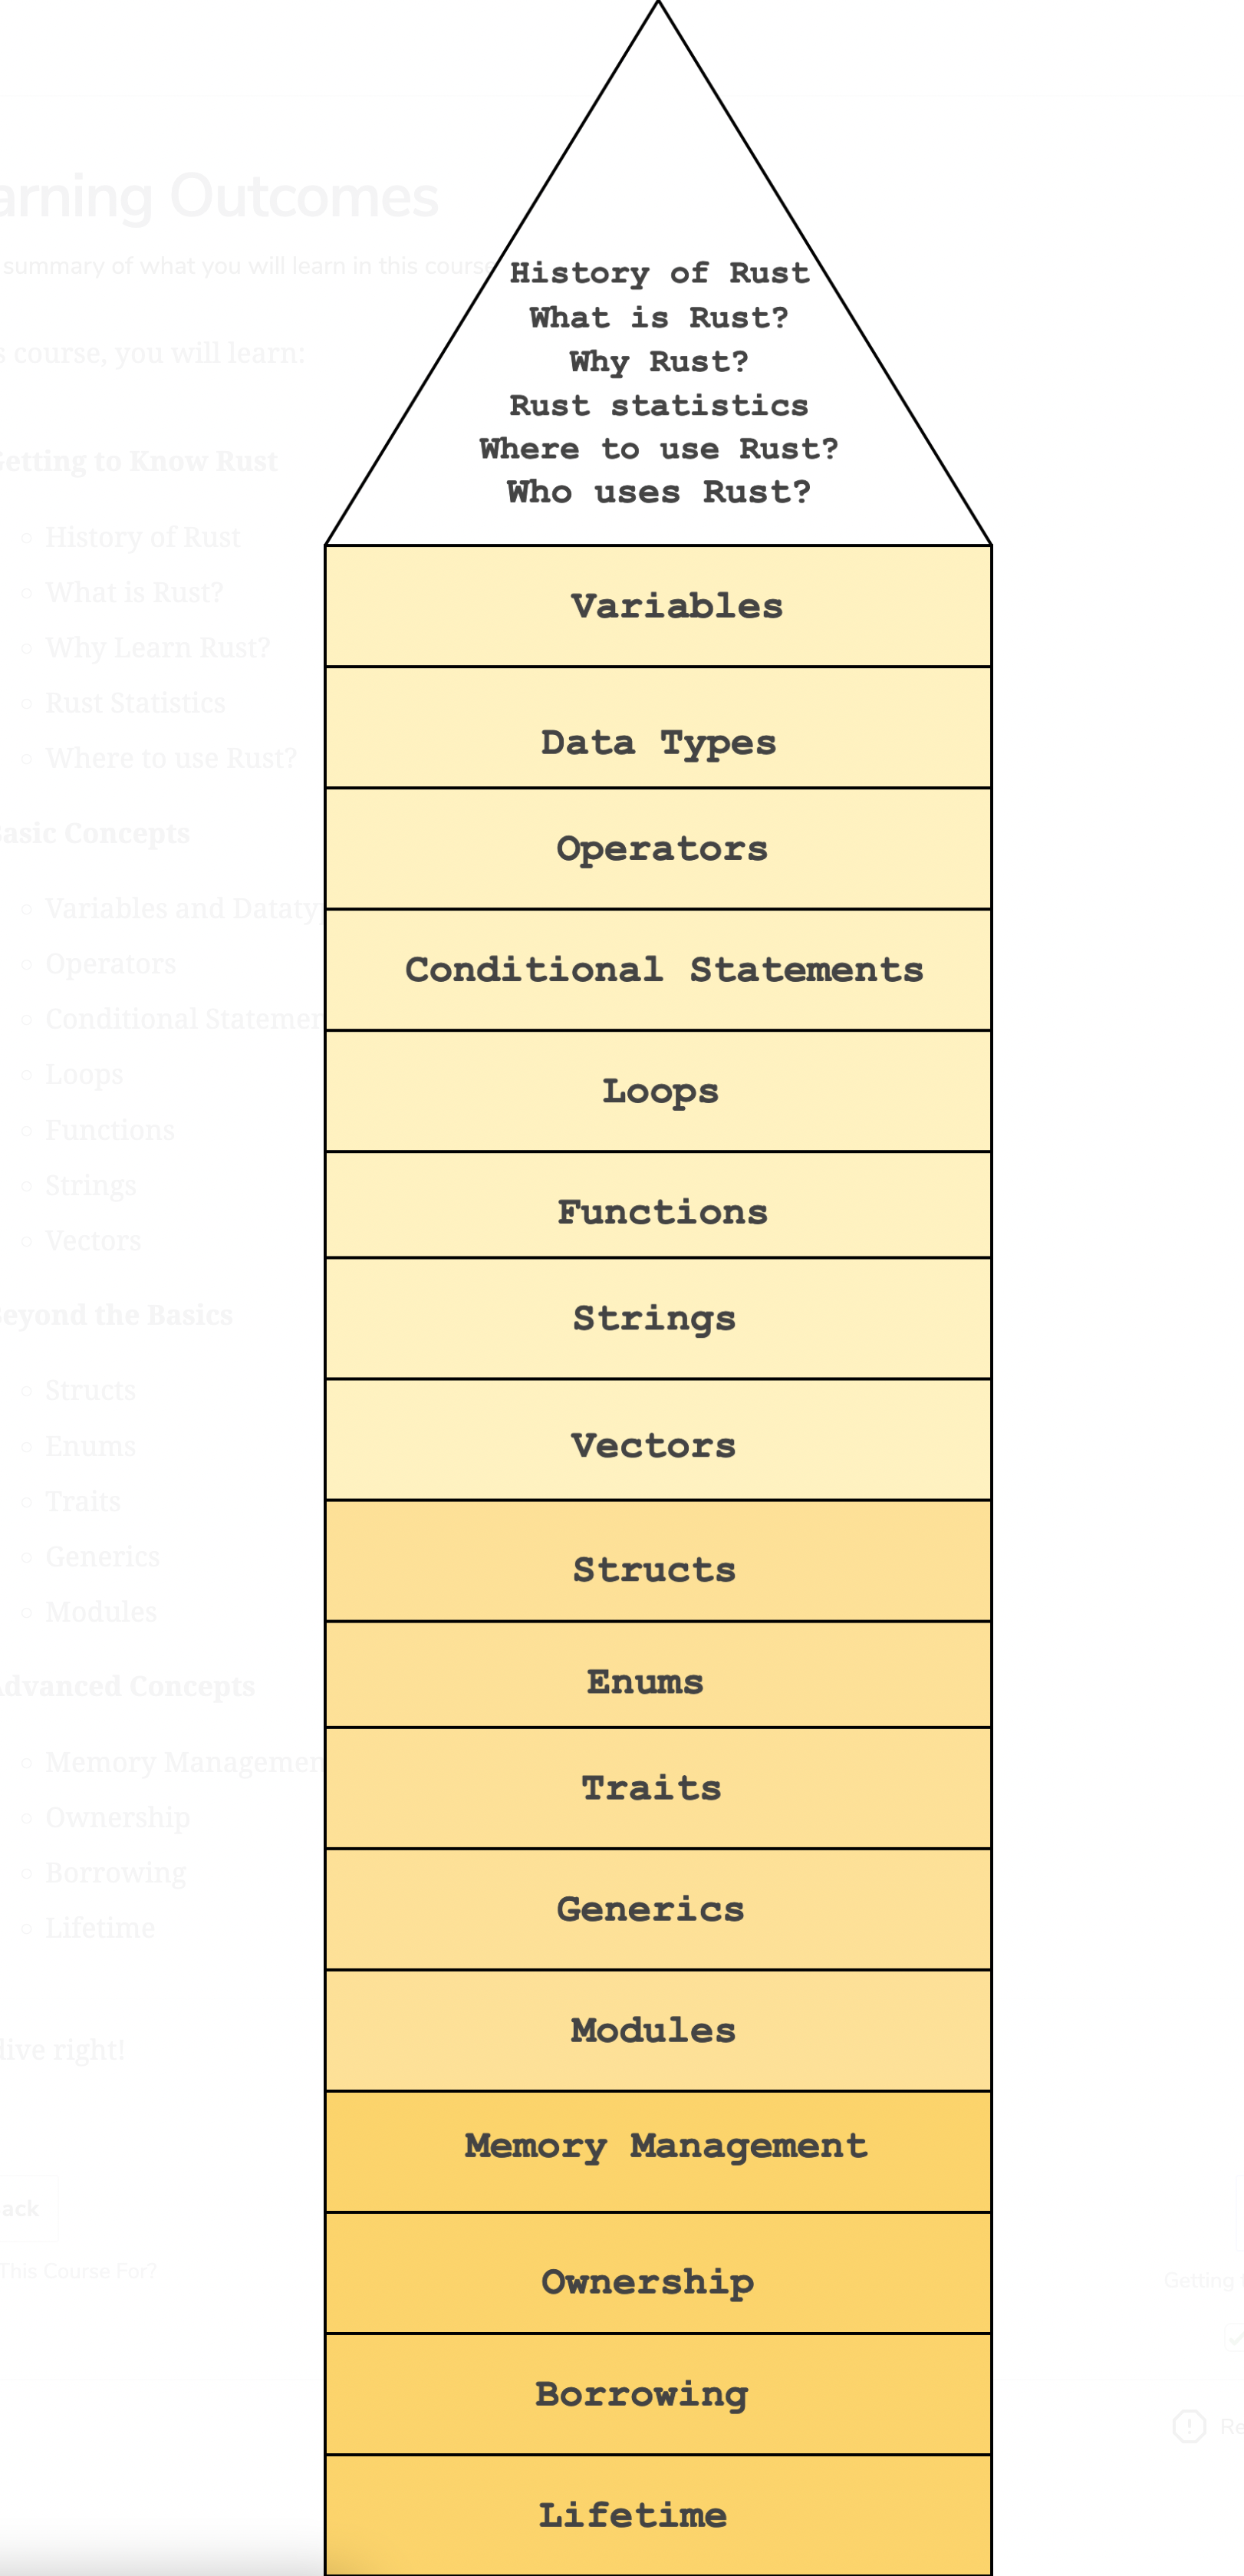 arning Outcomes
summary of what you will learn in this course
s course, you will learn:
Getting to Know Rust
History of Rust
What is Rust?
Why Learn Rust?
Rust Statistics
Where to use Rust?
Basic Concepts
Variables and Dataty
Operators
Conditional Statemen
Loops
Functions
Strings
Vectors
Beyond the Basics
Structs
Enums
Traits
Generics
Modules
Advanced Concepts
Memory Managemen
Ownership
Borrowing
Lifetime
dive right!
ack
This Course For?
History of Rust
What is Rust?
Why Rust?
Rust statistics
Where to use Rust?
Who uses Rust?
Variables
Data Types
Operators
Conditional Statements
Loops
Functions
Strings
Vectors
Structs
Enums
Traits
Generics
Modules
Memory Management
Ownership
Borrowing
Lifetime
Getting
Re